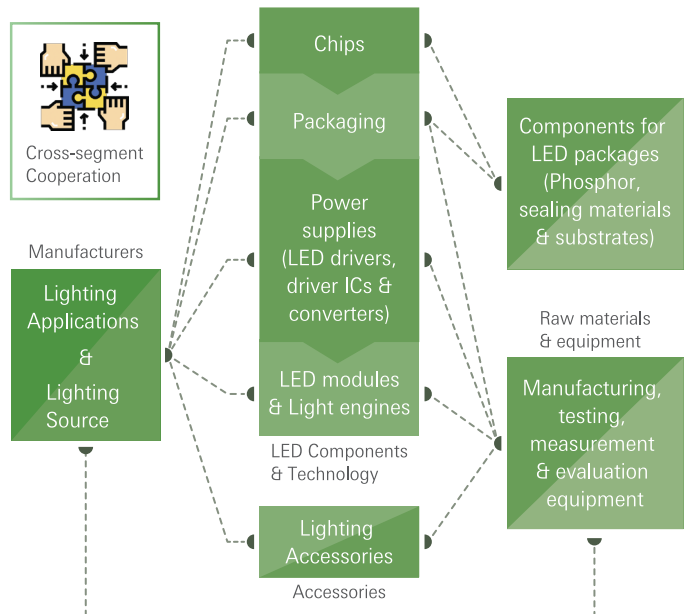 Cross-segment
Cooperation
Manufacturers
Lighting
Applications
&
Lighting
Source
Chips
Packaging
Power
supplies
(LED drivers,
driver ICs &
converters)
LED modules
& Light engines
LED Components
& Technology
Lighting
Accessories
Accessories
Components for
LED packages
(Phosphor,
sealing materials
& substrates)
Raw materials
& equipment
Manufacturing,
testing,
measurement
& evaluation
equipment